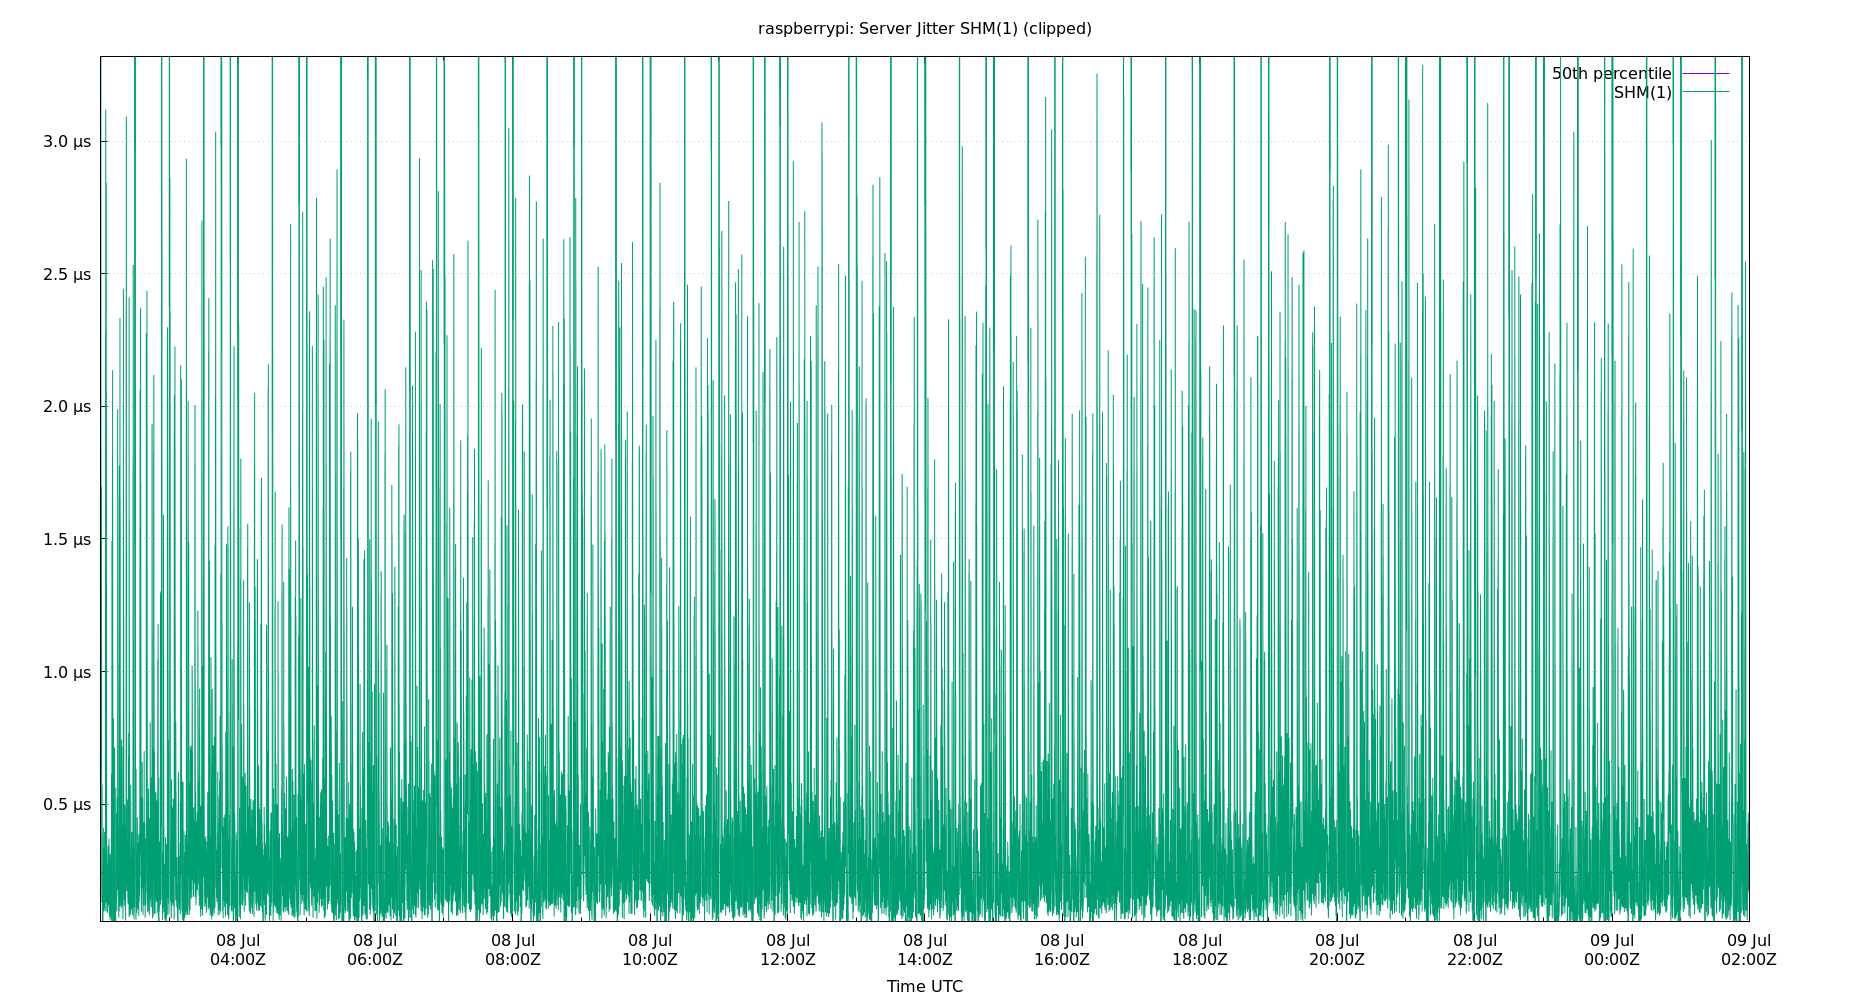 raspberrypi: Server Jitter SHM(1) (clipped)
50th percentile
SHM(1)
3.0 µs
2.5 µs
2.0 µs
1.5 µs
1.0 µs
0.5 µs
08 Jul 08 Jul 08 Jul 08 Jul 08 Jul 08 Jul 08 Jul 08 Jul 08 Jul 08 Jul 09 Jul 09 Jul
04:00Z 06:00Z 08:00Z 10:00Z 12:00Z 14:00Z 16:00Z 18:00Z 20:00Z 22:00Z 00:00Z 02:00Z
Time UTC